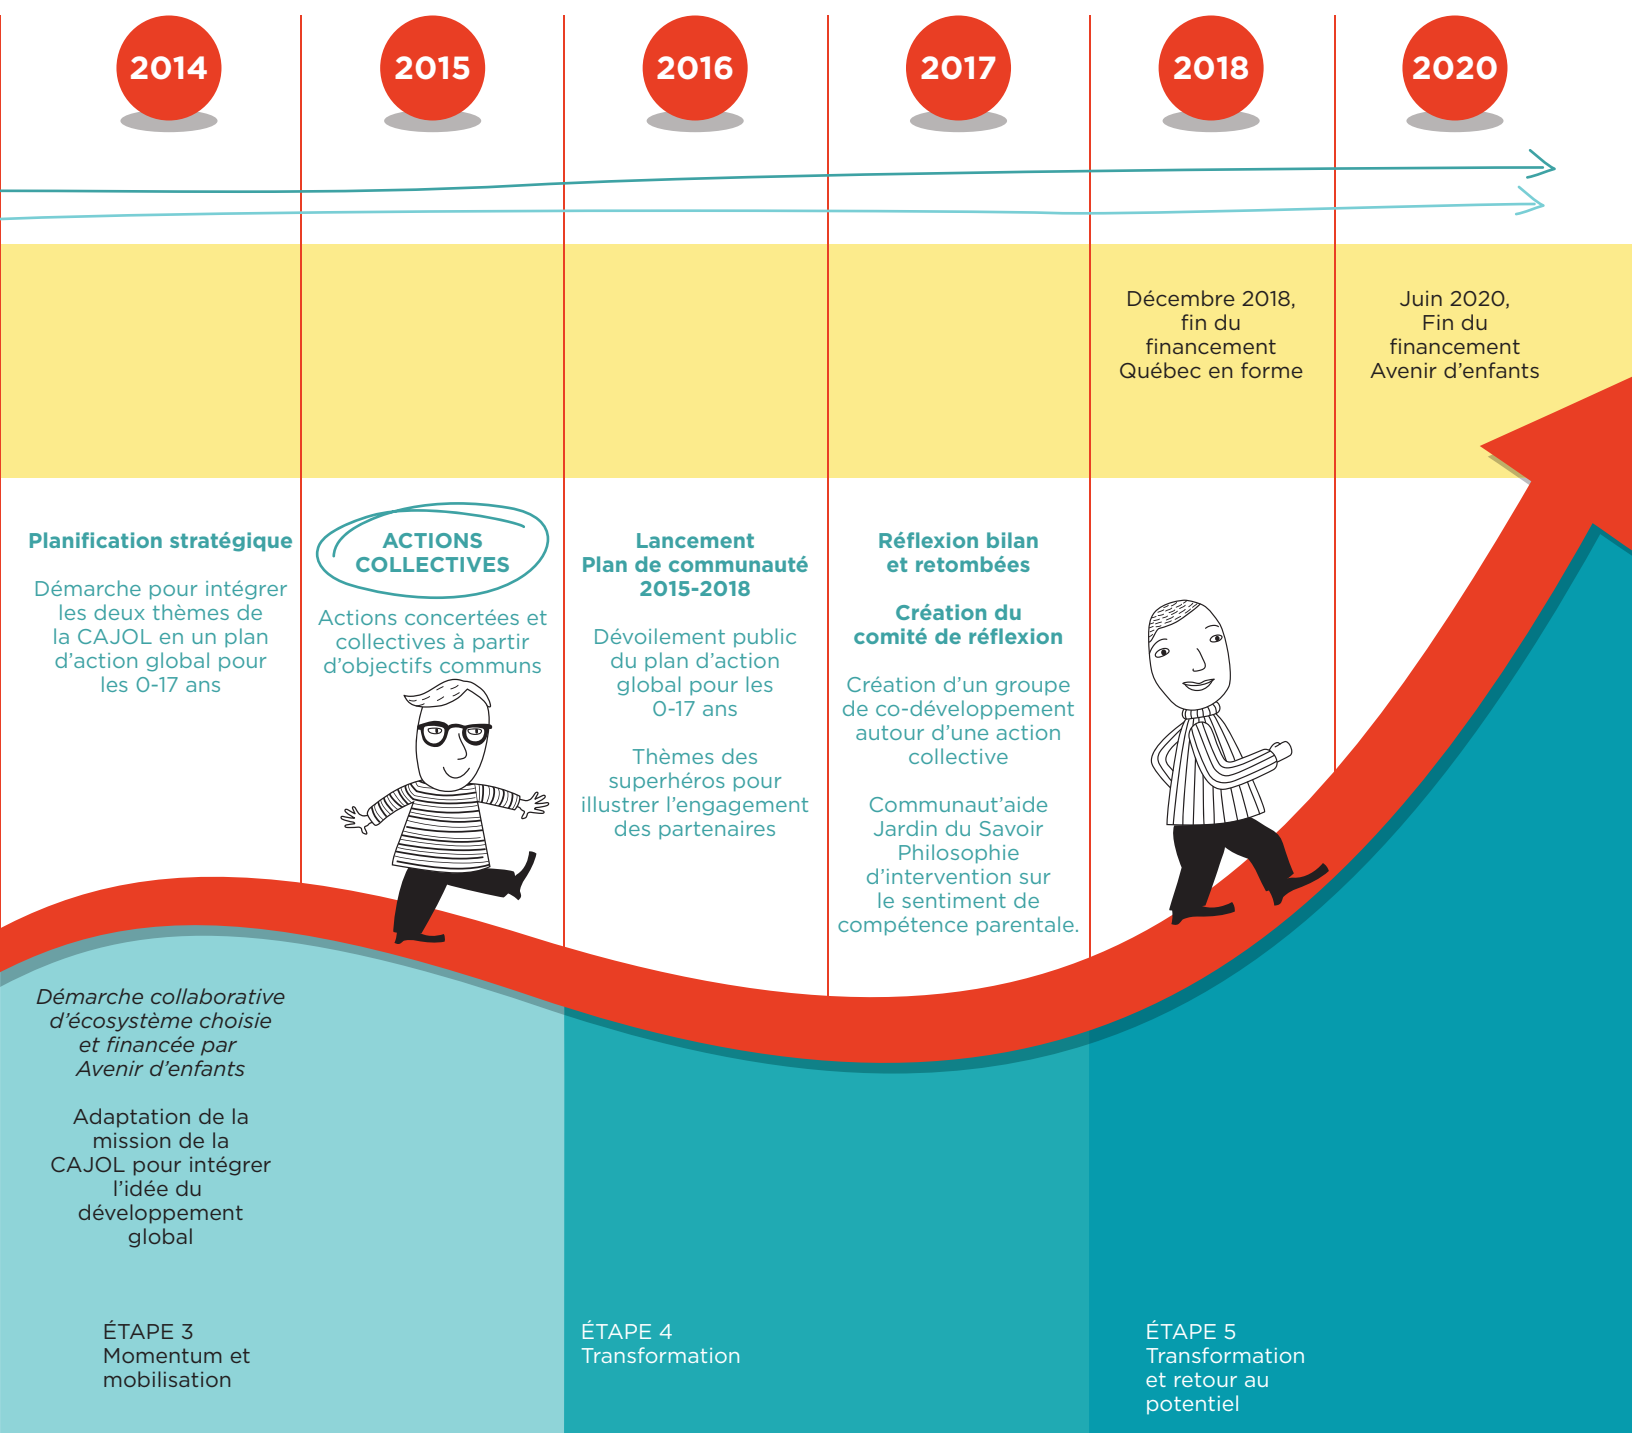 2014
2015
2016
2017
2018
2020
Décembre 2018,
fin du
financement
Québec en forme
Juin 2020,
Fin du
financement
Avenir d'enfants
Planification stratégique
Démarche pour intégrer
les deux thèmes de
la CAJOL en un plan
d'action global pour
les 0-17 ans
ACTIONS
COLLECTIVES
Actions concertées et
collectives à partir
d'objectifs communs
Lancement
Plan de communauté
2015-2018
Dévoilement public
du plan d'action
global pour les
0-17 ans
Thèmes des
superhéros pour
illustrer l'engagement
des partenaires
Réflexion bilan
et retombées
Création du
comité de réflexion
Création d'un groupe
de co-développement
autour d'une action
collective
Communaut'aide
Jardin du Savoir
Philosophie
d'intervention sur
le sentiment de
compétence parentale.
Démarche collaborative
d'écosystème choisie
et financée par
Avenir d'enfants
Adaptation de la
mission de la
CAJOL pour intégrer
l'idée du
développement
global
ÉTAPE 3
Momentum et
mobilisation
ÉTAPE 4
Transformation
ÉTAPE 5
Transformation
et retour au
potentiel